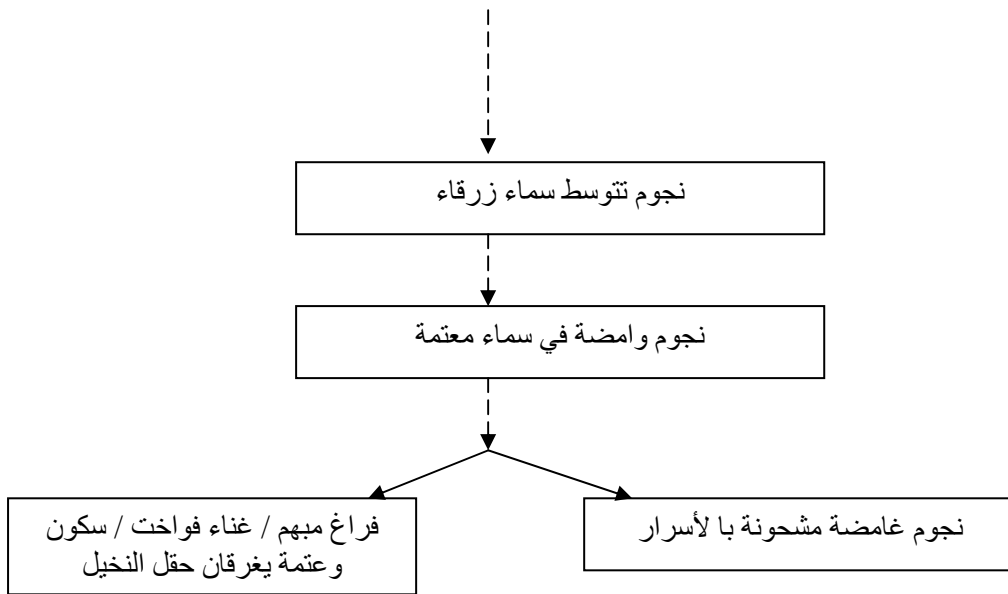 نجوم تتوسط سماء زرقاء
نجوم وامضة في سماء معتمة
نجوم غامضة مشحونة با لأسرار
فراغ مبهم / غناء فواخت / سكون
وعتمة يغرقان حقل النخيل